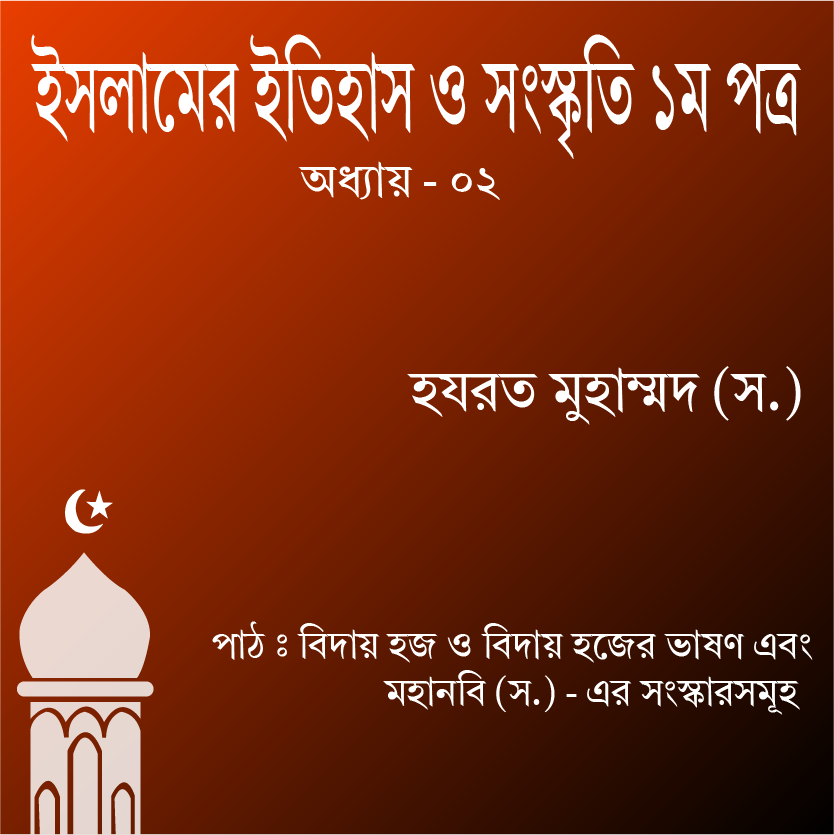 ইসলামের ইতিহাস ও সংস্কৃতি ১ম পত্র
অধ্যায় - ০২
হযরত মুহাম্মদ (স.)
পাঠ ঃ বিদায় হজ ও বিদায় হজের ভাষণ এবং
মহানবি (স.) - এর সংস্কারসমূহ